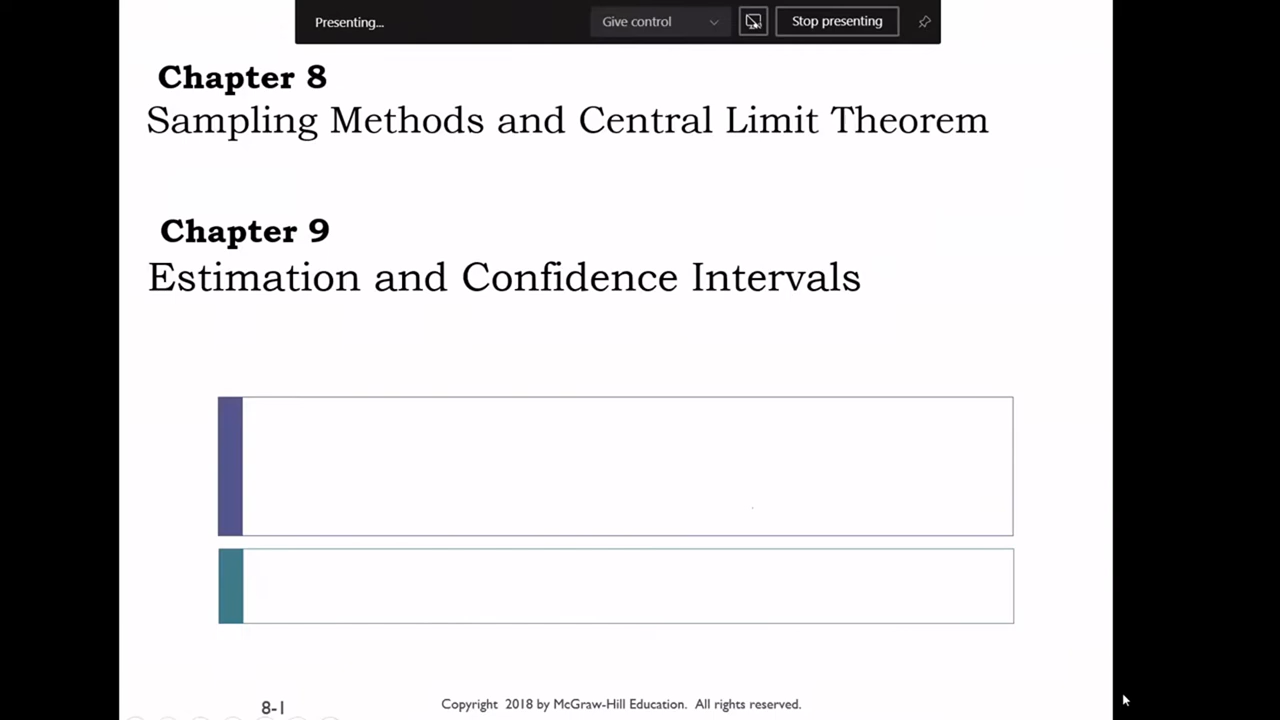 Presenting...
Give control
Stop presenting
Chapter 8
Sampling Methods and Central Limit Theorem
Chapter 9
Estimation and Confidence Intervals
8-1
Copyright 2018 by McGraw-Hill Education. All rights reserved.